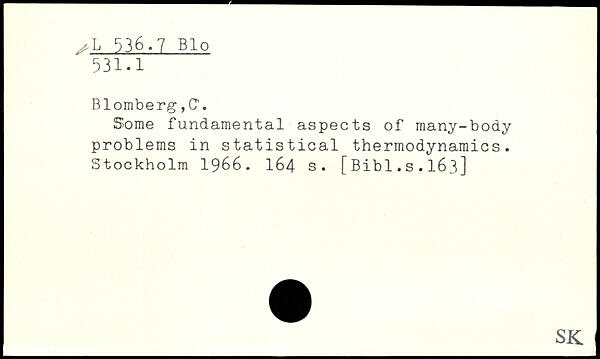 L 536.7 Blo
531.1
Blomberg,C.
Some fundamental aspects of many-body
problems in statistical thermodynamics.
Stockholm 1966. 164 s. [Bibl.s.163]
SK